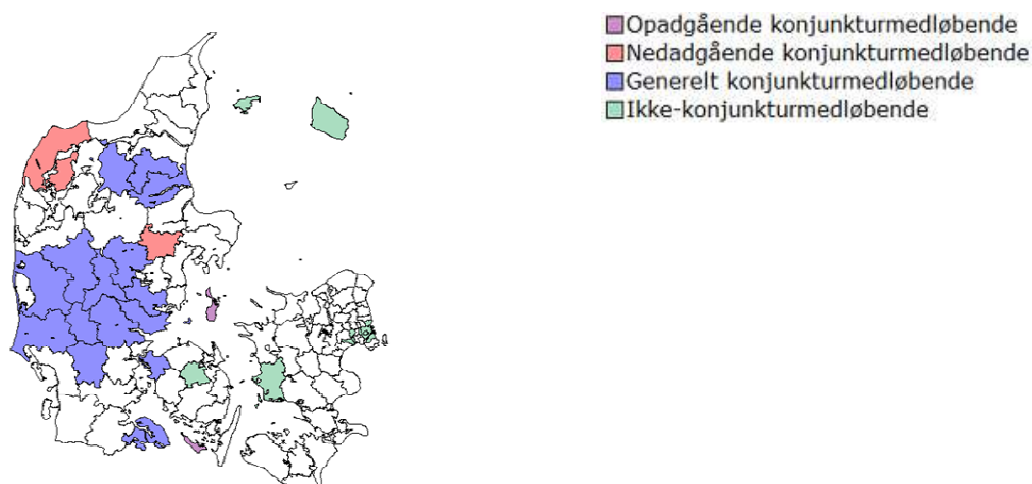 Opadgående konjunkturmedløbende
Nedadgående konjunkturmedløbende
Generelt konjunkturmedløbende
Ikke-konjunkturmedløbende